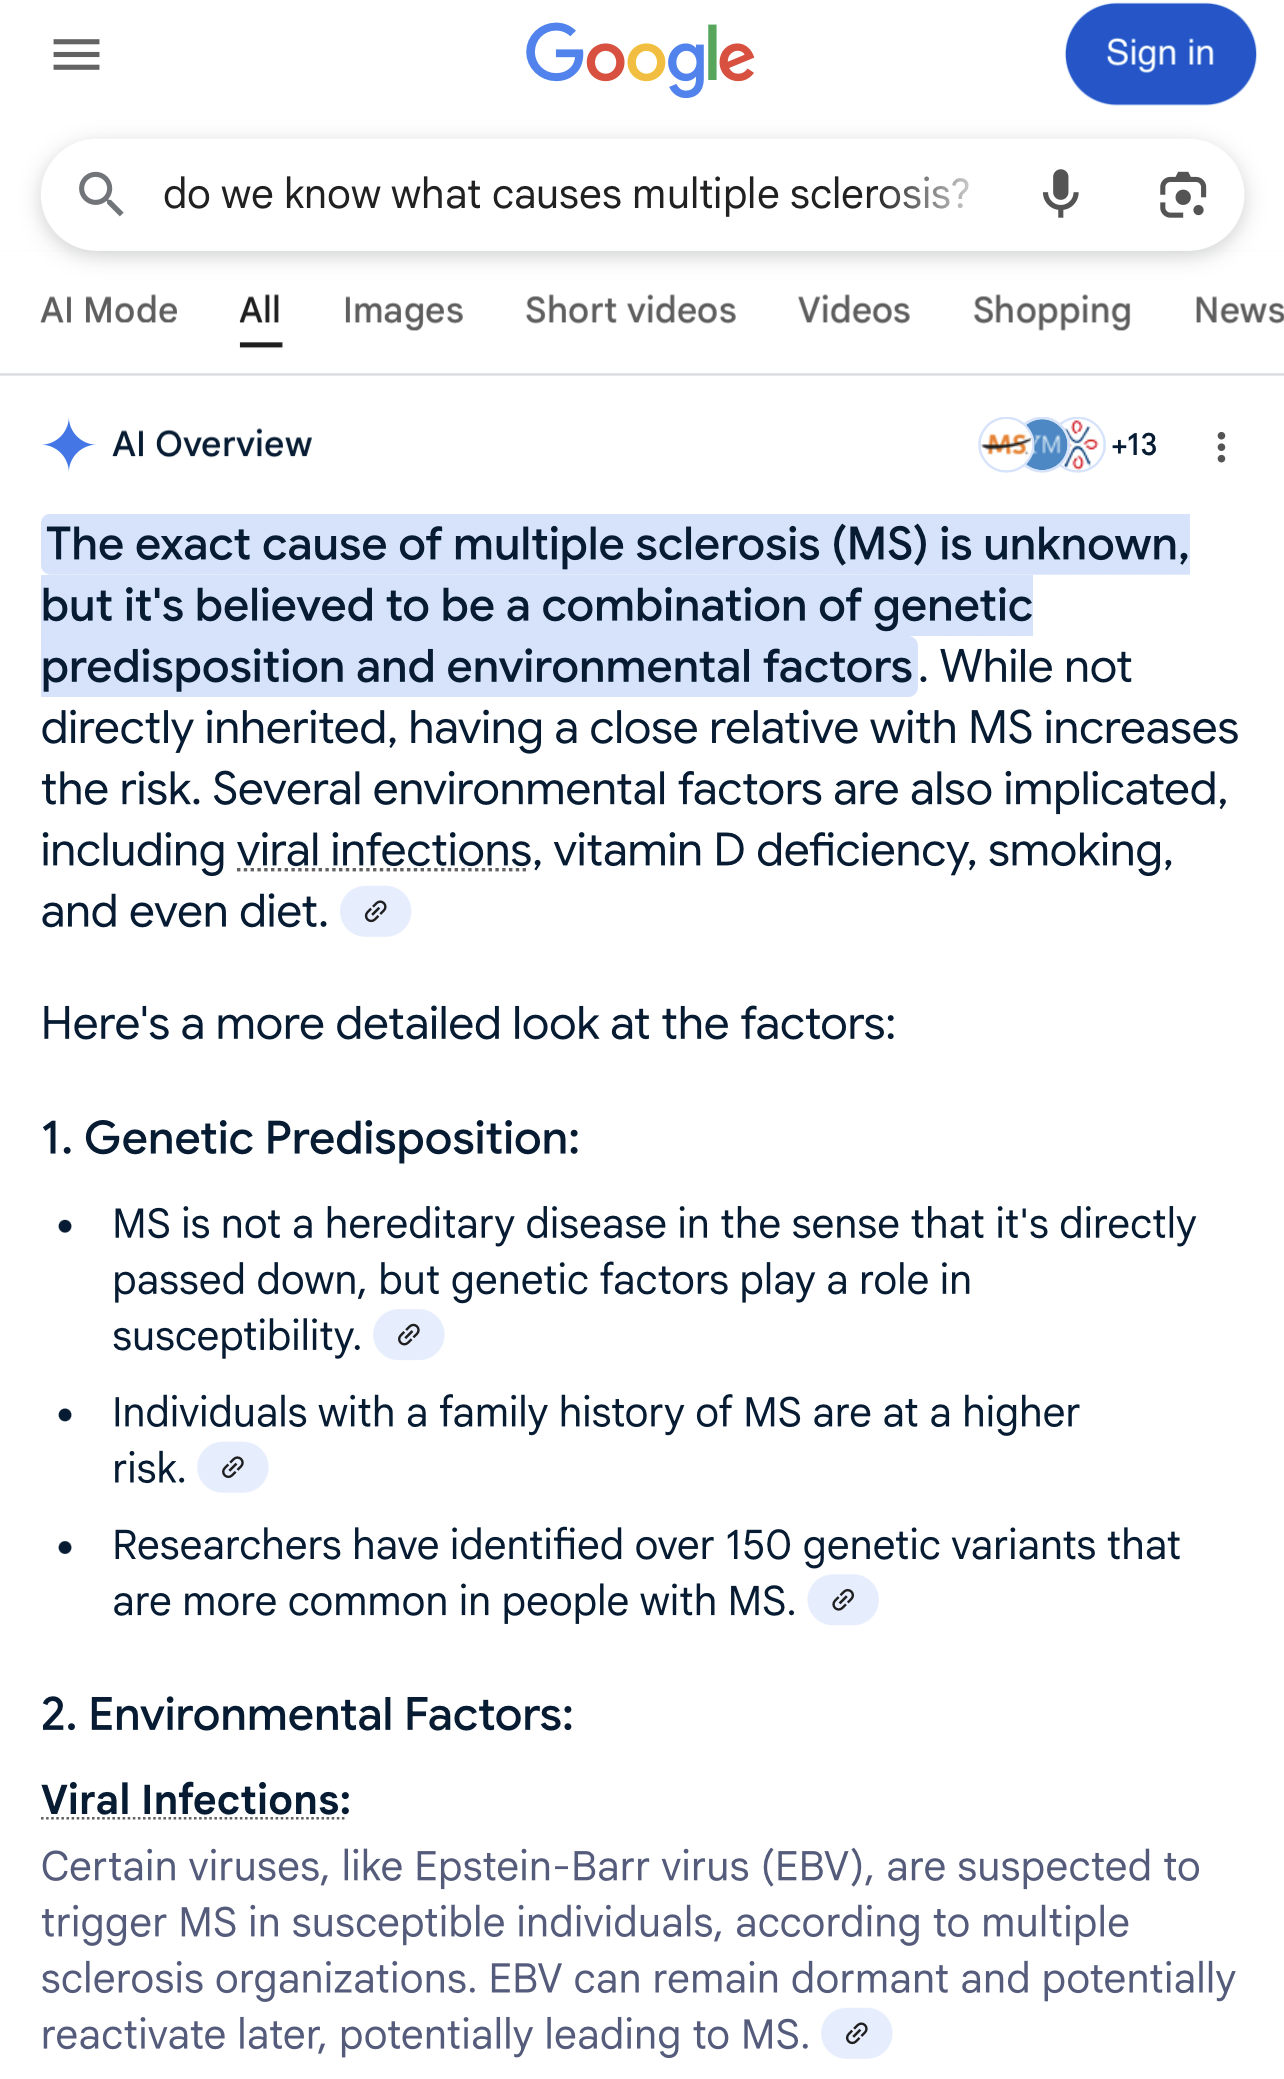 Google
Sign in
do we know what causes multiple sclerosis?
AI Mode All Images Short videos Videos Shopping News
AI Overview MS YM +13
The exact cause of multiple sclerosis (MS) is unknown,
but it's believed to be a combination of genetic
predisposition and environmental factors. While not
directly inherited, having a close relative with MS increases
the risk. Several environmental factors are also implicated,
including viral infections, vitamin D deficiency, smoking,
and even diet.
Here's a more detailed look at the factors:
1. Genetic Predisposition:
• MS is not a hereditary disease in the sense that it's directly
passed down, but genetic factors play a role in
susceptibility.
• Individuals with a family history of MS are at a higher
risk.
• Researchers have identified over 150 genetic variants that
are more common in people with MS.
2. Environmental Factors:
Viral Infections:
Certain viruses, like Epstein-Barr virus (EBV), are suspected to
trigger MS in susceptible individuals, according to multiple
sclerosis organizations. EBV can remain dormant and potentially
reactivate later, potentially leading to MS.